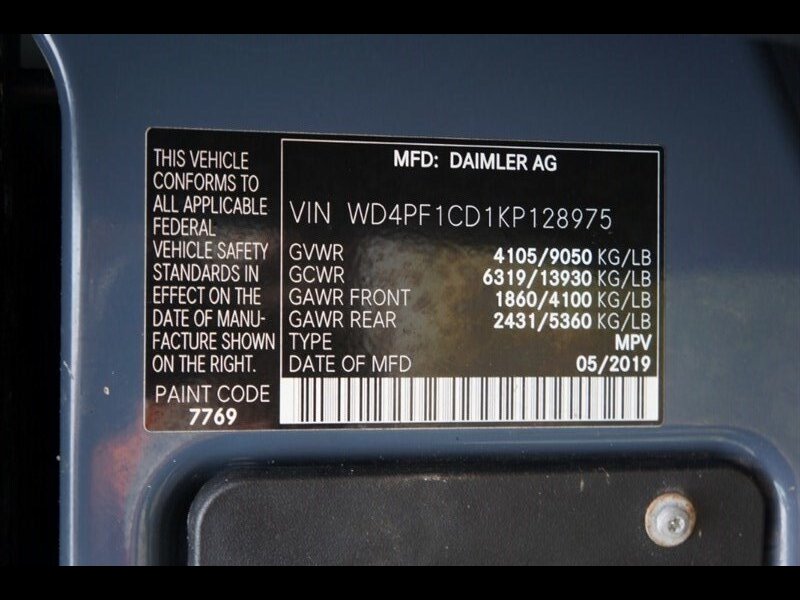 THIS VEHICLE
CONFORMS TO
ALL APPLICABLE
FEDERAL
VEHICLE SAFETY
STANDARDS IN
EFFECT ON THE
DATE OF MANU-
FACTURE SHOWN
ON THE RIGHT.
PAINT CODE
7769
MFD: DAIMLER AG
VIN WD4PF1CD1KP128975
GVWR 4105/9050 KG/LB
GCWR 6319/13930 KG/LB
GAWR FRONT 1860/4100 KG/LB
GAWR REAR 2431/5360 KG/LB
TYPE MPV
DATE OF MFD 05/2019